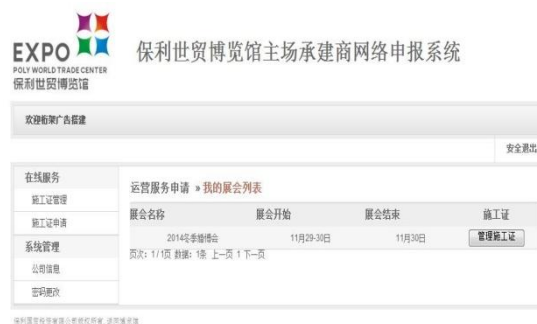 EXPO
POLY WORLD TRADE CENTER
保利世贸博览馆
保利世贸博览馆主场承建商网络申报系统
欢迎桁架广告搭建
安全退出
在线服务
施工证管理
施工证申请
系统管理
公司信息
密码更改
运营服务申请 » 我的展会列表
展会名称 展会开始 展会结束 施工证
2014冬季婚博会 11月29-30日 11月30日 管理施工证
页次：1/1页 数据：1条 上一页 1 下一页